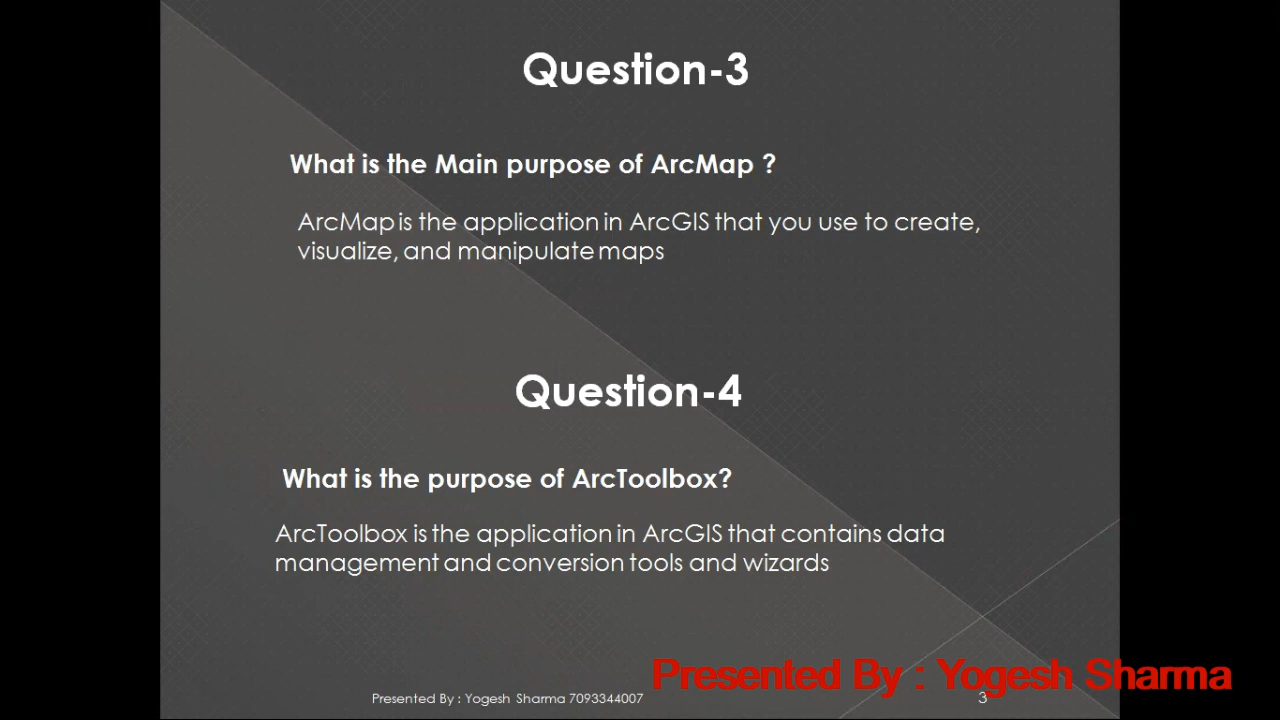 Question-3
What is the Main purpose of ArcMap ?
ArcMap is the application in ArcGIS that you use to create,
visualize, and manipulate maps
Question-4
What is the purpose of ArcToolbox?
ArcToolbox is the application in ArcGIS that contains data
management and conversion tools and wizards
Presented By : Yogesh Sharma
Presented By : Yogesh Sharma 7093344007
3